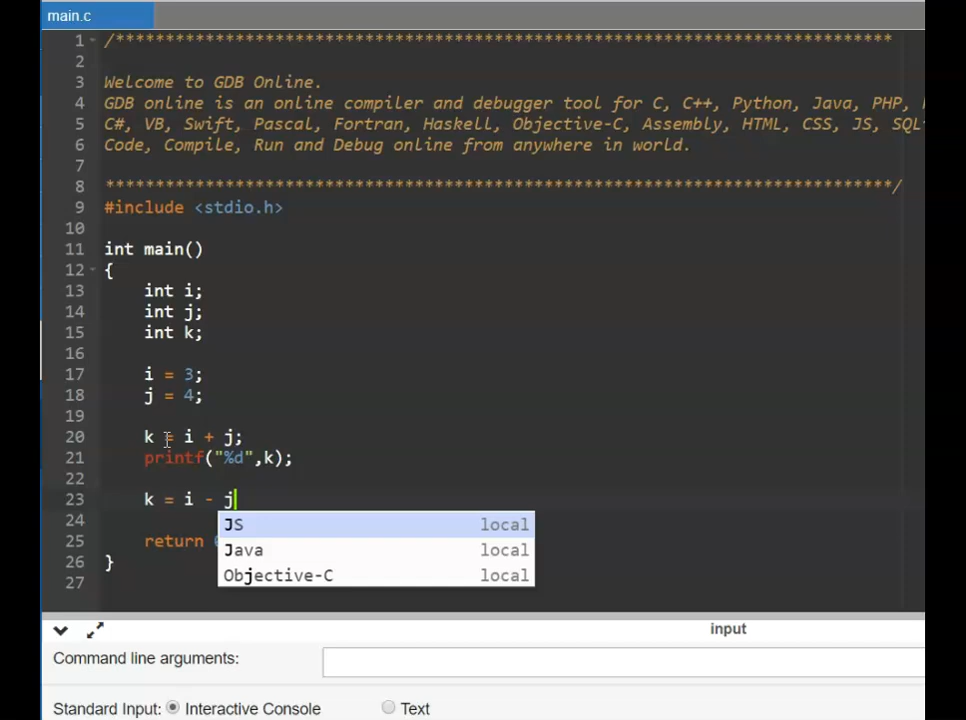 main.c
1 /******************************************************************************
2
3 Welcome to GDB Online.
4 GDB online is an online compiler and debugger tool for C, C++, Python, Java, PHP,
5 C#, VB, Swift, Pascal, Fortran, Haskell, Objective-C, Assembly, HTML, CSS, JS, SQL
6 Code, Compile, Run and Debug online from anywhere in world.
7
8 *******************************************************************************/
9 #include <stdio.h>
10
11 int main()
12 {
13 int i;
14 int j;
15 int k;
16
17 i = 3;
18 j = 4;
19
20 k = i + j;
21 printf("%d",k);
22
23 k = i - j
JS local
24
Java local
25 return
Objective-C local
26 }
27
input
Command line arguments:
Standard Input: Interactive Console Text